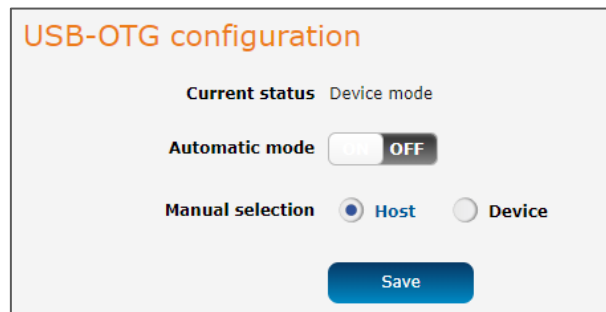 USB-OTG configuration
Current status Device mode
Automatic mode ON OFF
Manual selection Host Device
Save